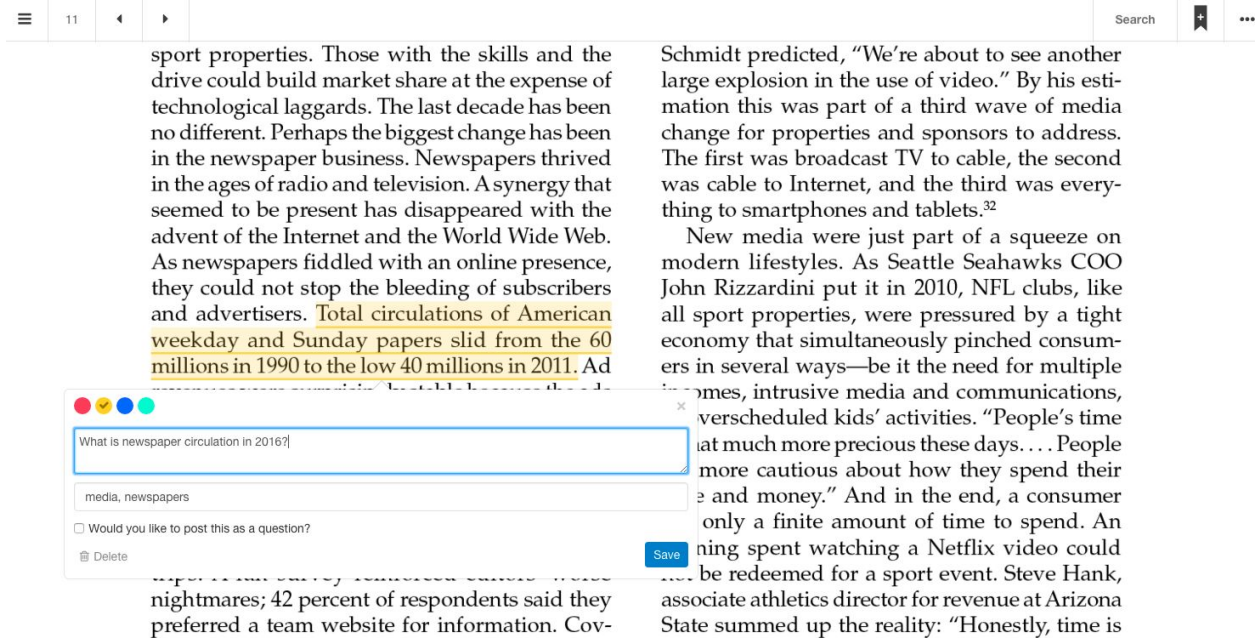 11
Search
sport properties. Those with the skills and the
drive could build market share at the expense of
technological laggards. The last decade has been
no different. Perhaps the biggest change has been
in the newspaper business. Newspapers thrived
in the ages of radio and television. A synergy that
seemed to be present has disappeared with the
advent of the Internet and the World Wide Web.
As newspapers fiddled with an online presence,
they could not stop the bleeding of subscribers
and advertisers. Total circulations of American
weekday and Sunday papers slid from the 60
millions in 1990 to the low 40 millions in 2011. Ad
What is newspaper circulation in 2016?
media, newspapers
Would you like to post this as a question?
Delete
Save
nightmares; 42 percent of respondents said they
preferred a team website for information. Cov-
Schmidt predicted, “We’re about to see another
large explosion in the use of video.” By his esti-
mation this was part of a third wave of media
change for properties and sponsors to address.
The first was broadcast TV to cable, the second
was cable to Internet, and the third was every-
thing to smartphones and tablets.32
New media were just part of a squeeze on
modern lifestyles. As Seattle Seahawks COO
John Rizzardini put it in 2010, NFL clubs, like
all sport properties, were pressured by a tight
economy that simultaneously pinched consum-
ers in several ways—be it the need for multiple
intrusive media and communications,
kids’ activities. “People’s time
much more precious these days. . . . People
more cautious about how they spend their
and money.” And in the end, a consumer
only a finite amount of time to spend. An
spent watching a Netflix video could
be redeemed for a sport event. Steve Hank,
associate athletics director for revenue at Arizona
State summed up the reality: “Honestly, time is